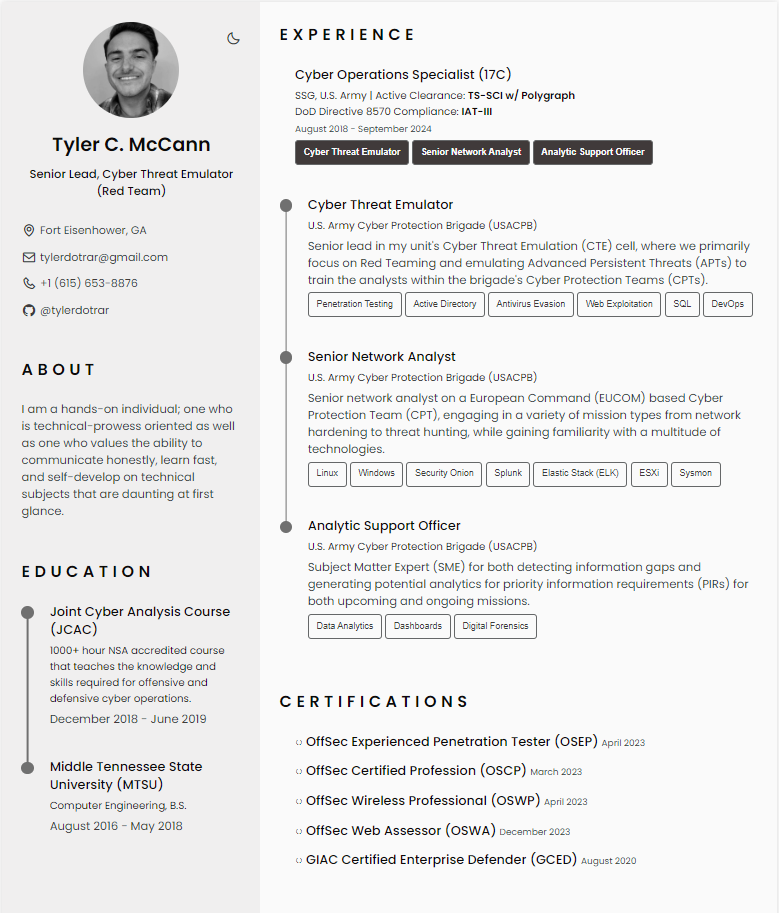 Tyler C. McCann
Senior Lead, Cyber Threat Emulator
(Red Team)
Fort Eisenhower, GA
tylerdotrar@gmail.com
+1 (615) 653-8876
@tylerdotrar
ABOUT
I am a hands-on individual; one who
is technical-prowess oriented as well
as one who values the ability to
communicate honestly, learn fast,
and self-develop on technical
subjects that are daunting at first
glance.
EDUCATION
Joint Cyber Analysis Course
(JCAC)
1000+ hour NSA accredited course
that teaches the knowledge and
skills required for offensive and
defensive cyber operations.
December 2018 - June 2019
Middle Tennessee State
University (MTSU)
Computer Engineering, B.S.
August 2016 - May 2018
EXPERIENCE
Cyber Operations Specialist (17C)
SSG, U.S. Army | Active Clearance: TS-SCI w/ Polygraph
DoD Directive 8570 Compliance: IAT-III
August 2018 - September 2024
Cyber Threat Emulator Senior Network Analyst Analytic Support Officer
Cyber Threat Emulator
U.S. Army Cyber Protection Brigade (USACPB)
Senior lead in my unit's Cyber Threat Emulation (CTE) cell, where we primarily
focus on Red Teaming and emulating Advanced Persistent Threats (APTs) to
train the analysts within the brigade's Cyber Protection Teams (CPTs).
Penetration Testing Active Directory Antivirus Evasion Web Exploitation SQL DevOps
Senior Network Analyst
U.S. Army Cyber Protection Brigade (USACPB)
Senior network analyst on a European Command (EUCOM) based Cyber
Protection Team (CPT), engaging in a variety of mission types from network
hardening to threat hunting, while gaining familiarity with a multitude of
technologies.
Linux Windows Security Onion Splunk Elastic Stack (ELK) ESXi Sysmon
Analytic Support Officer
U.S. Army Cyber Protection Brigade (USACPB)
Subject Matter Expert (SME) for both detecting information gaps and
generating potential analytics for priority information requirements (PIRs) for
both upcoming and ongoing missions.
Data Analytics Dashboards Digital Forensics
CERTIFICATIONS
OffSec Experienced Penetration Tester (OSEP) April 2023
OffSec Certified Profession (OSCP) March 2023
OffSec Wireless Professional (OSWP) April 2023
OffSec Web Assessor (OSWA) December 2023
GIAC Certified Enterprise Defender (GCED) August 2020